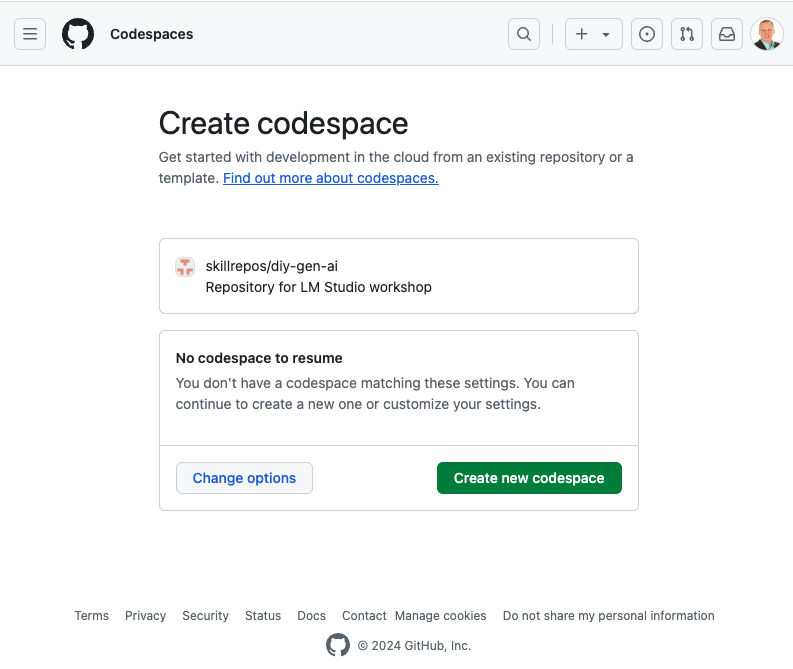 Codespaces
Create codespace
Get started with development in the cloud from an existing repository or a
template. Find out more about codespaces.
skillrepos/diy-gen-ai
Repository for LM Studio workshop
No codespace to resume
You don't have a codespace matching these settings. You can
continue to create a new one or customize your settings.
Change options
Create new codespace
Terms Privacy Security Status Docs Contact Manage cookies Do not share my personal information
© 2024 GitHub, Inc.